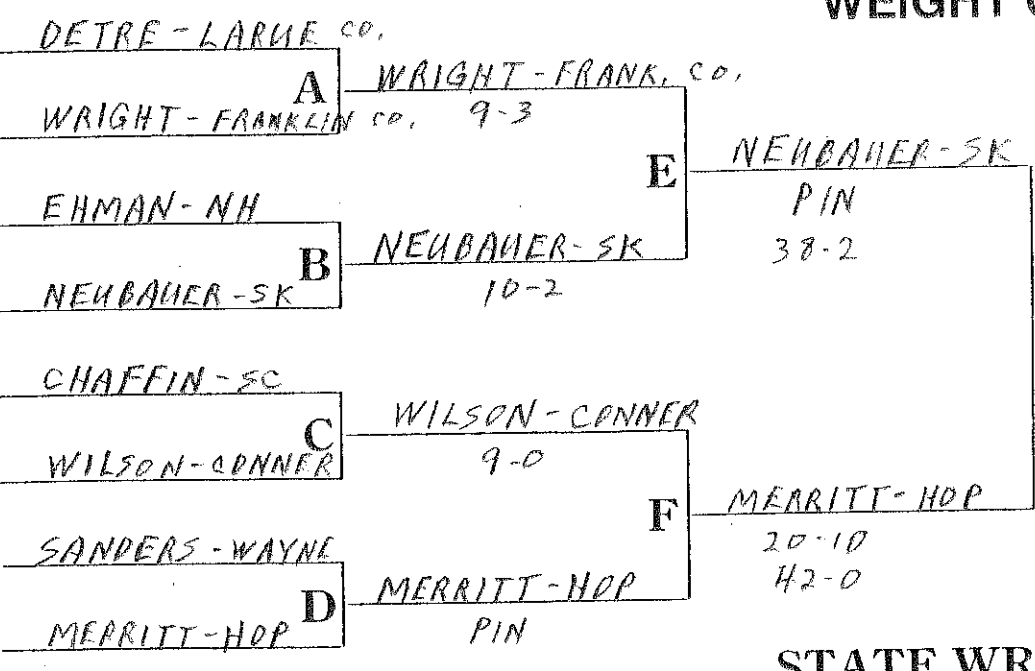 WEIGHT
DETRE - LARUE CO.
A
WRIGHT - FRANKLIN CO.
WRIGHT - FRANK. CO.
9-3
EHMAN - NH
B
NEUBAUER - SK
NEUBAUER - SK
10-2
E
NEUBAUER - SK
PIN
38-2
CHAFFIN - SC
C
WILSON - CONNER
WILSON - CONNER
9-0
SANDERS - WAYNE
D
MERRITT - HOP
MERRITT - HOP
PIN
F
MERRITT - HOP
20-10
42-0
STATE WR